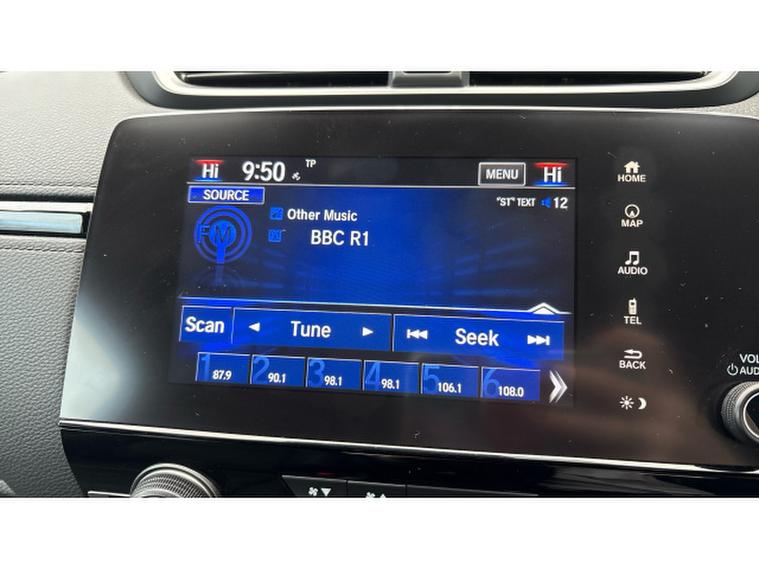 Hi 9:50 TP MENU Hi
SOURCE
"ST" TEXT 12
FM
Other Music
BBC R1
Scan Tune Seek
1 87.9 2 90.1 3 98.1 4 98.1 5 106.1 6 108.0
HOME
MAP
AUDIO
TEL
BACK
VOL
AUD